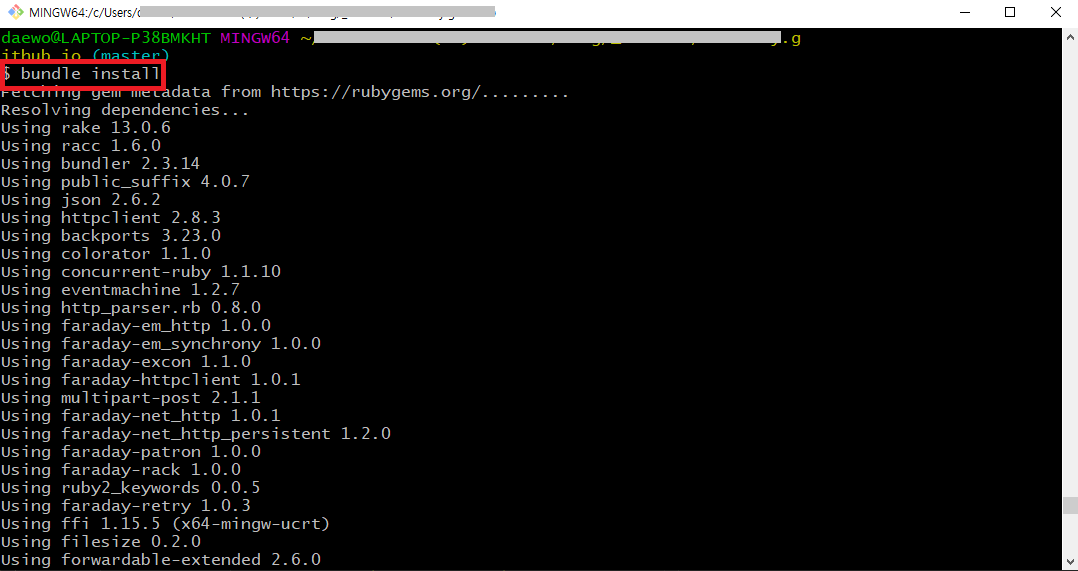 MINGW64:/c/Users/
daewo@LAPTOP-P38BMKHT MINGW64 ~/ y.g
ithub.io (master)
$ bundle install
Fetching gem metadata from https://rubygems.org/.........
Resolving dependencies...
Using rake 13.0.6
Using racc 1.6.0
Using bundler 2.3.14
Using public_suffix 4.0.7
Using json 2.6.2
Using httpclient 2.8.3
Using backports 3.23.0
Using colorator 1.1.0
Using concurrent-ruby 1.1.10
Using eventmachine 1.2.7
Using http_parser.rb 0.8.0
Using faraday-em_http 1.0.0
Using faraday-em_synchrony 1.0.0
Using faraday-excon 1.1.0
Using faraday-httpclient 1.0.1
Using multipart-post 2.1.1
Using faraday-net_http 1.0.1
Using faraday-net_http_persistent 1.2.0
Using faraday-patron 1.0.0
Using faraday-rack 1.0.0
Using ruby2_keywords 0.0.5
Using faraday-retry 1.0.3
Using ffi 1.15.5 (x64-mingw-ucrt)
Using filesize 0.2.0
Using forwardable-extended 2.6.0